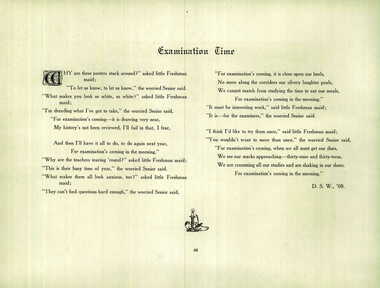 Examination Time
WHY are these posters stuck around?" asked little Freshman
maid;
"To let us know, to let us know," the worried Senior said.
"What makes you look so white, so white?" asked little Freshman
maid;
"I'm dreading what I've got to take," the worried Senior said.
"For examination's coming—it is drawing very near,
My history's not been reviewed, I'll fail in that, I fear,
And then I'll have it all to do, to do again next year,
For examination's coming in the morning."
"Why are the teachers tearing 'round?" asked little Freshman maid;
"This is their busy time of year," the worried Senior said.
"What makes them all look anxious, too?" asked little Freshman
maid;
"They can't find questions hard enough," the worried Senior said.
"For examination's coming, it is close upon our heels,
No more along the corridors our silvery laughter peals,
We cannot snatch from studying the time to eat our meals,
For examination's coming in the morning."
"It must be interesting work," said little Freshman maid;
"It is—for the examiners," the worried Senior said.
"I think I'd like to try them once," said little Freshman maid;
"You wouldn't want to more than once," the worried Senior said.
"For examination's coming, when we all must get our dues,
We see our marks approaching—thirty-ones and thirty-twos,
We are cramming all our studies and are shaking in our shoes,
For examination's coming in the morning."
D. S. W., '09.